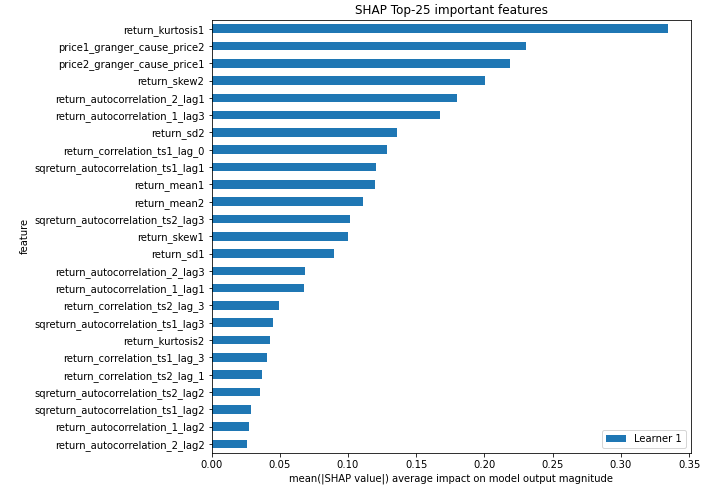 SHAP Top-25 important features
return_kurtosis1
price1_granger_cause_price2
price2_granger_cause_price1
return_skew2
return_autocorrelation_2_lag1
return_autocorrelation_1_lag3
return_sd2
return_correlation_ts1_lag_0
sqreturn_autocorrelation_ts1_lag1
return_mean1
return_mean2
sqreturn_autocorrelation_ts2_lag3
return_skew1
return_sd1
return_autocorrelation_2_lag3
return_autocorrelation_1_lag1
return_correlation_ts2_lag_3
sqreturn_autocorrelation_ts1_lag3
return_kurtosis2
return_correlation_ts1_lag_3
return_correlation_ts2_lag_1
sqreturn_autocorrelation_ts2_lag2
sqreturn_autocorrelation_ts1_lag2
return_autocorrelation_1_lag2
return_autocorrelation_2_lag2
feature
Learner 1
0.00 0.05 0.10 0.15 0.20 0.25 0.30 0.35
mean(|SHAP value|) average impact on model output magnitude